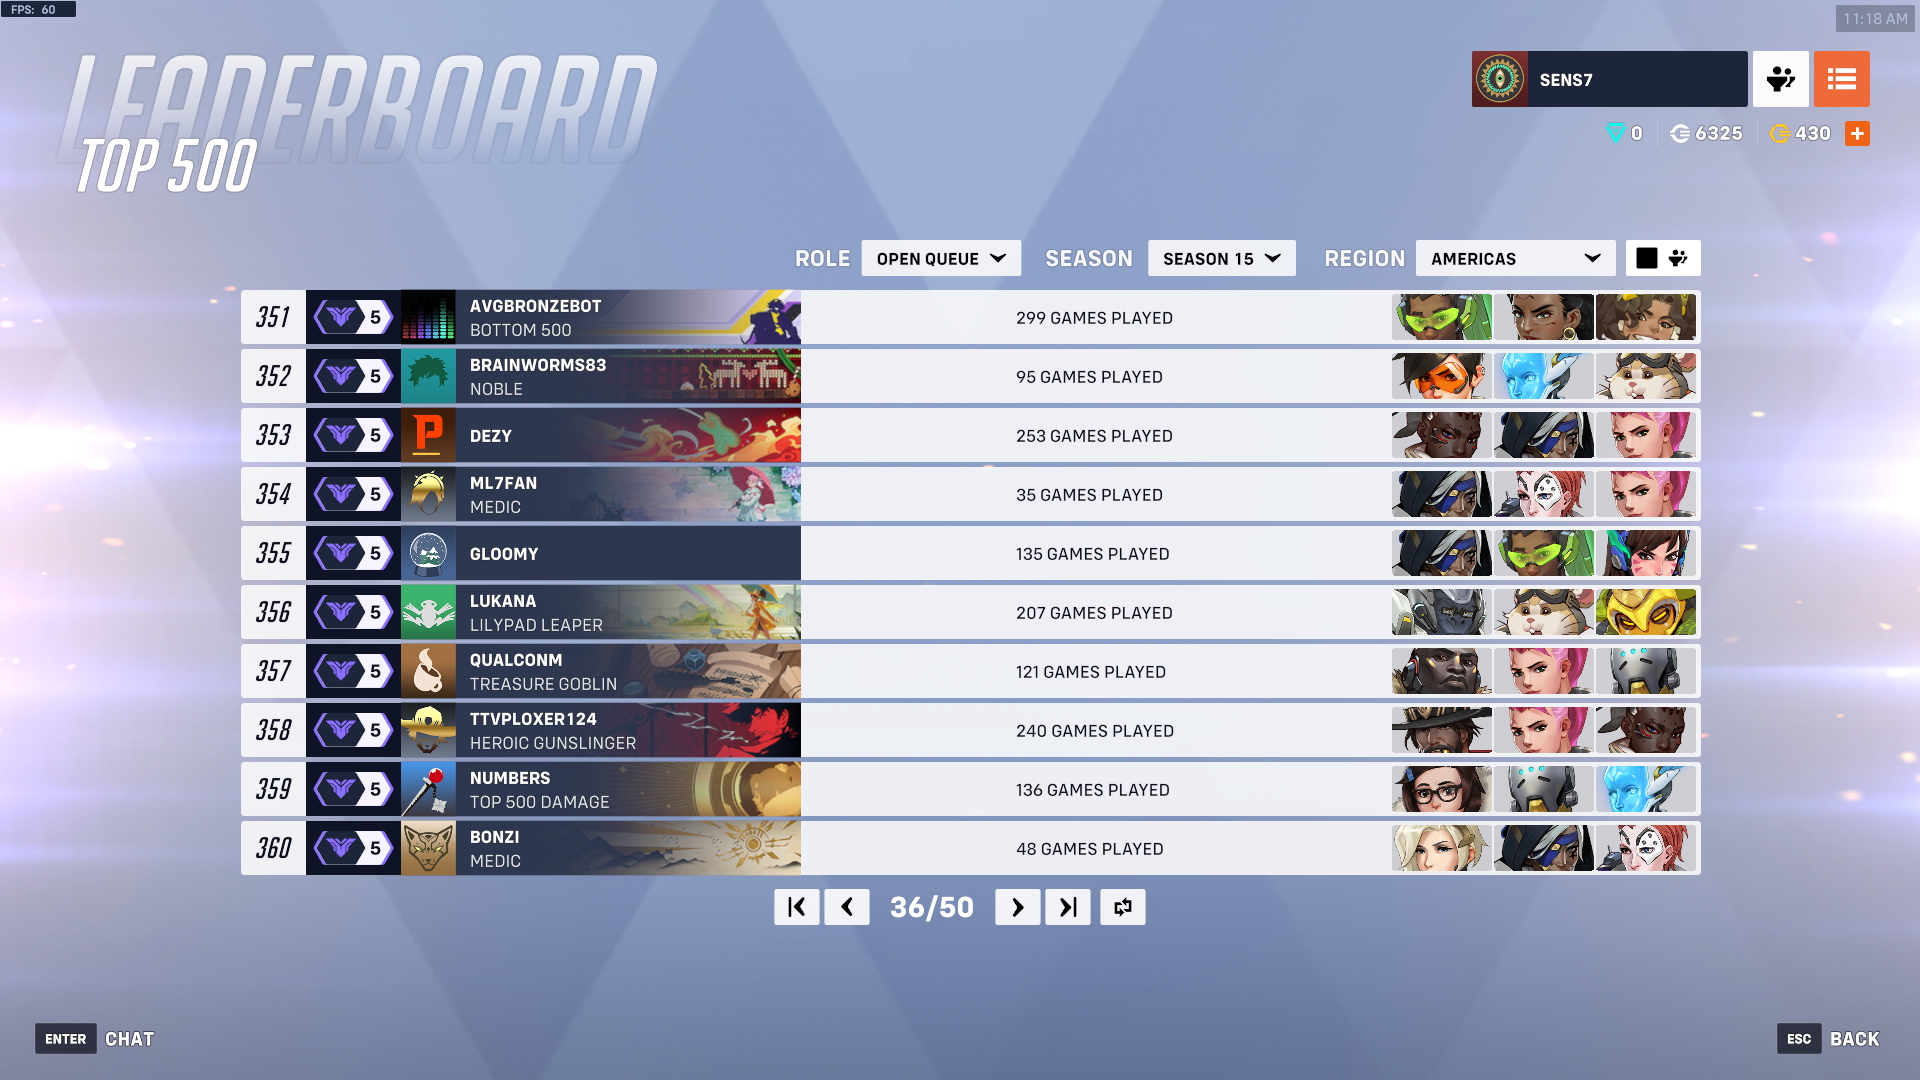 FPS: 60
11:18 AM
LEADERBOARD
TOP 500
SENS7
0
6325
430
ROLE OPEN QUEUE SEASON SEASON 15 REGION AMERICAS
351 5 AVGBRONZEBOT 299 GAMES PLAYED
BOTTOM 500
352 5 BRAINWORMS83 95 GAMES PLAYED
NOBLE
353 5 DEZY 253 GAMES PLAYED
354 5 ML7FAN 35 GAMES PLAYED
MEDIC
355 5 GLOOMY 135 GAMES PLAYED
356 5 LUKANA 207 GAMES PLAYED
LILYPAD LEAPER
357 5 QUALCONM 121 GAMES PLAYED
TREASURE GOBLIN
358 5 TTVPLOXER124 240 GAMES PLAYED
HEROIC GUNSLINGER
359 5 NUMBERS 136 GAMES PLAYED
TOP 500 DAMAGE
360 5 BONZI 48 GAMES PLAYED
MEDIC
36/50
ENTER CHAT
ESC BACK